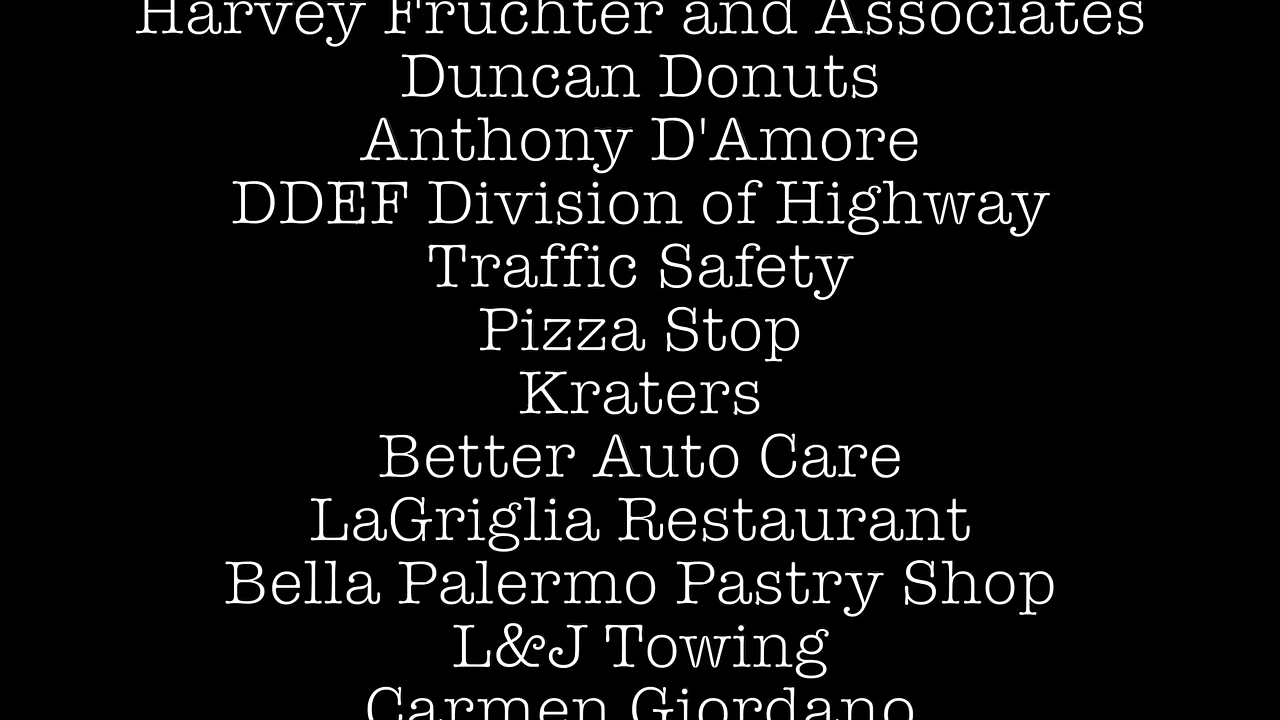 Harvey Fruchter and Associates
Duncan Donuts
Anthony D'Amore
DDEF Division of Highway
Traffic Safety
Pizza Stop
Kraters
Better Auto Care
LaGriglia Restaurant
Bella Palermo Pastry Shop
L&J Towing
Carmen Giordano